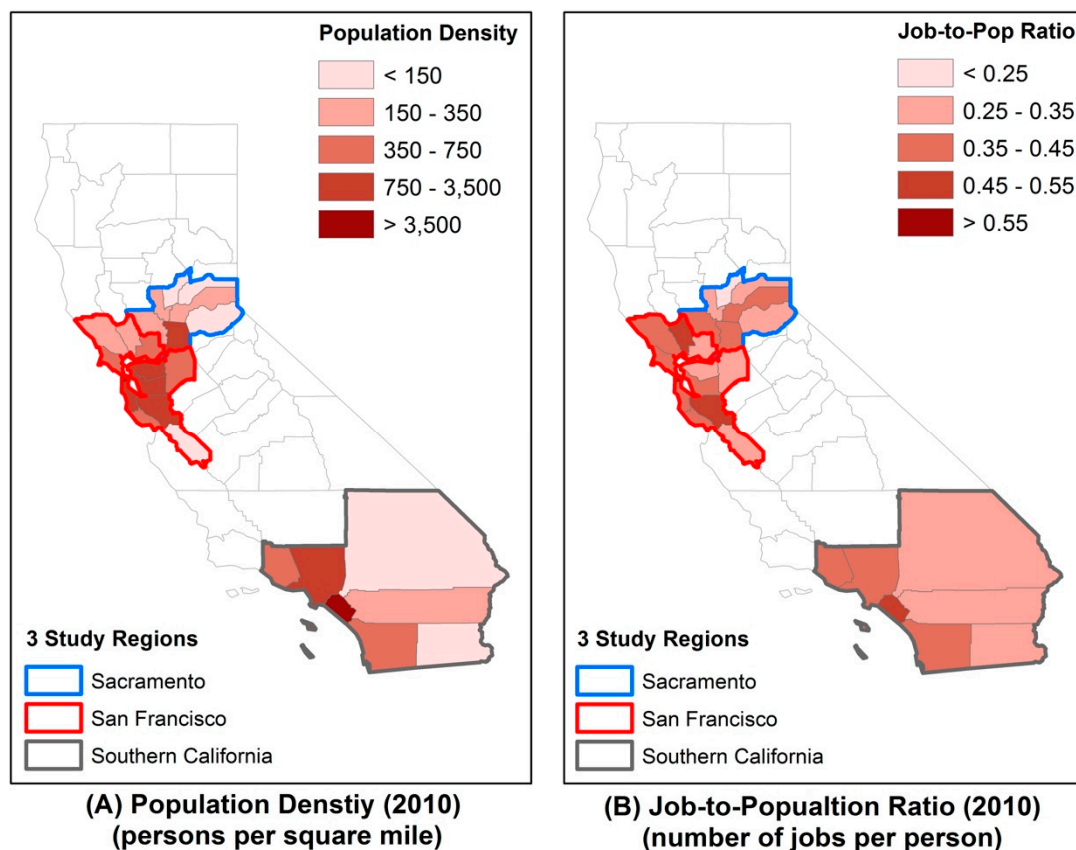 Population Density
< 150
150 - 350
350 - 750
750 - 3,500
> 3,500
3 Study Regions
Sacramento
San Francisco
Southern California
(A) Population Denstiy (2010)
(persons per square mile)
Job-to-Pop Ratio
< 0.25
0.25 - 0.35
0.35 - 0.45
0.45 - 0.55
> 0.55
3 Study Regions
Sacramento
San Francisco
Southern California
(B) Job-to-Popualtion Ratio (2010)
(number of jobs per person)